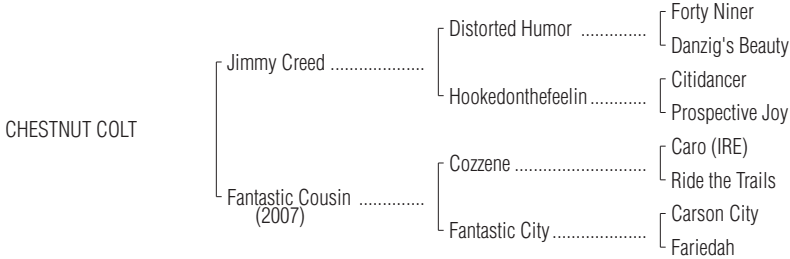 Forty Niner
Distorted Humor ..............
Danzig's Beauty
Jimmy Creed ....................
Citidancer
Hookedonthefeelin ............
Prospective Joy
CHESTNUT COLT
Caro (IRE)
Cozzene ............................
Ride the Trails
Fantastic Cousin ..............
(2007)
Carson City
Fantastic City ....................
Fariedah